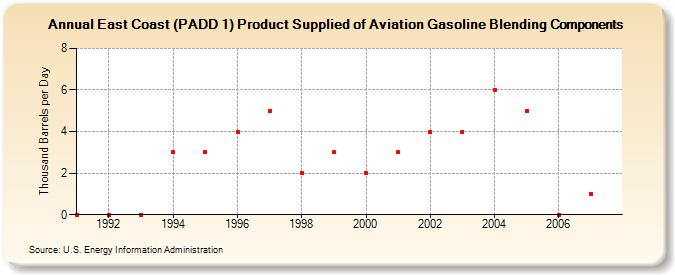 Annual East Coast (PADD 1) Product Supplied of Aviation Gasoline Blending Components
Thousand Barrels per Day
8
6
4
2
0
1992 1994 1996 1998 2000 2002 2004 2006
Source: U.S. Energy Information Administration